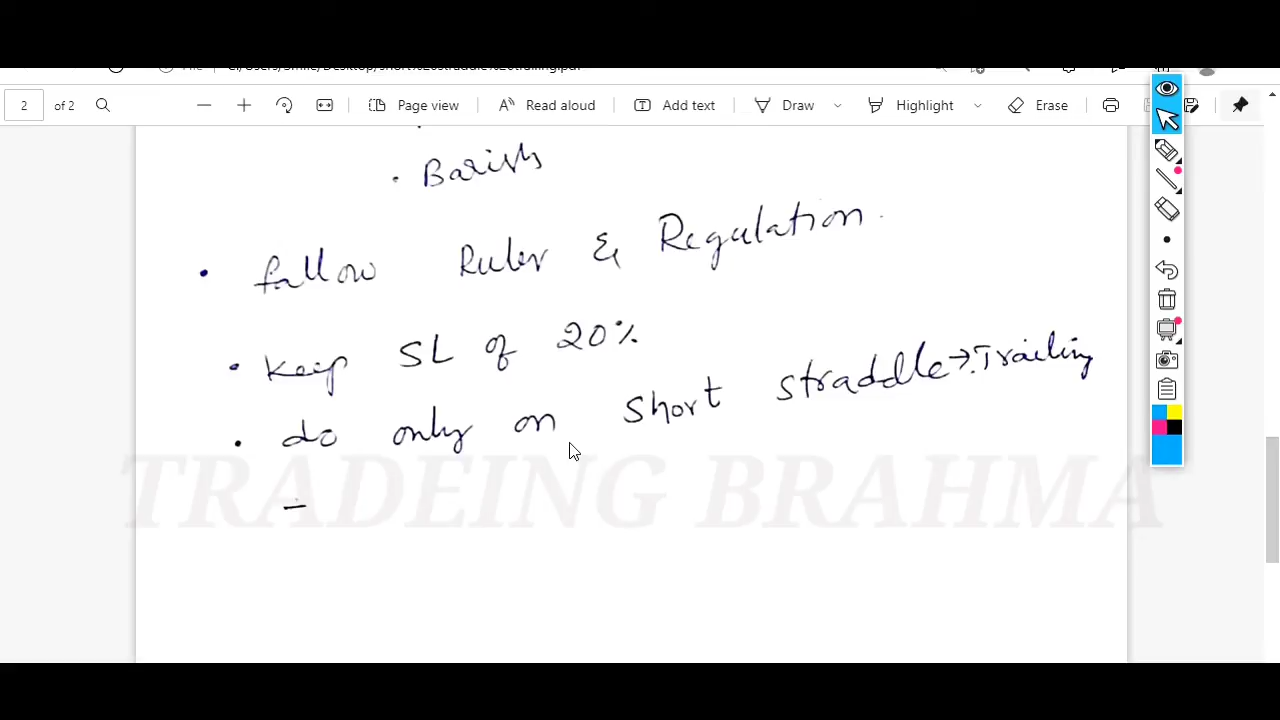 2 of 2 Page view Read aloud Add text Draw Highlight Erase
• Barish
• follow Rules & Regulation.
• Keep SL of 20%
• do only on short straddle → Trailing
TRADEING BRAHMA